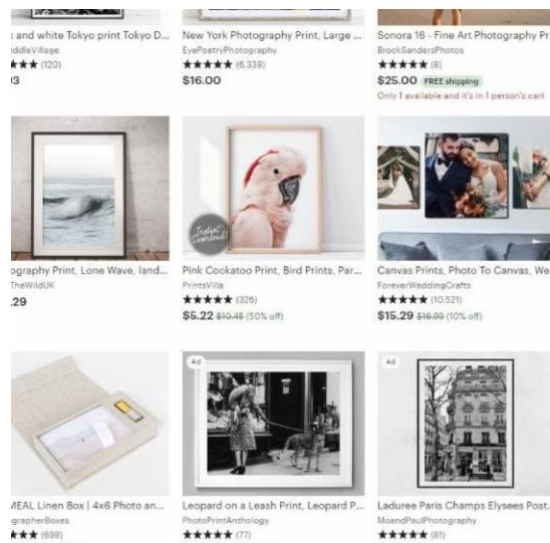 and white Tokyo print Tokyo D...
ddleVillage
(120)
New York Photography Print, Large ...
EyePoetryPhotography
(6,338)
$16.00
Sonora 16 - Fine Art Photography Pr
BrockSandersPhotos
(8)
$25.00 FREE shipping
Only 1 available and it's in 1 person's cart
ography Print, Lone Wave, land...
TheWildUK
.29
Instant Download!
Pink Cockatoo Print, Bird Prints, Par...
PrintsVilla
(326)
$5.22 $10.45 (50% off)
Canvas Prints, Photo To Canvas, We
ForeverWeddingCrafts
(10,521)
$15.29 $16.99 (10% off)
MEAL Linen Box | 4x6 Photo an...
grapherBoxes
(698)
Ad
Leopard on a Leash Print, Leopard P...
PhotoPrintAnthology
(77)
Ad
Laduree Paris Champs Elysees Post.
MoandPaulPhotography
(81)